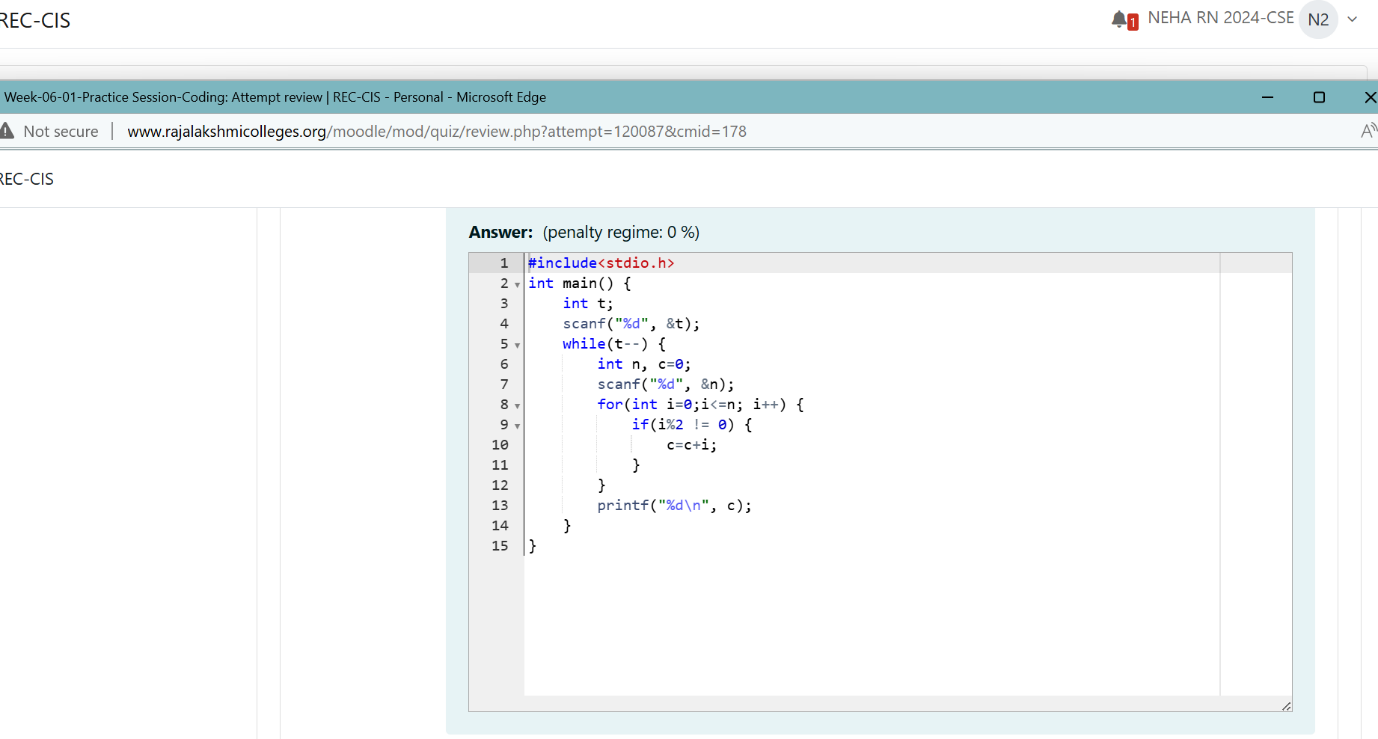 REC-CIS
1 NEHA RN 2024-CSE N2
Week-06-01-Practice Session-Coding: Attempt review | REC-CIS - Personal - Microsoft Edge
Not secure | www.rajalakshmicolleges.org/moodle/mod/quiz/review.php?attempt=120087&cmid=178
REC-CIS
Answer: (penalty regime: 0 %)
1 #include<stdio.h>
2 int main() {
3     int t;
4     scanf("%d", &t);
5     while(t--) {
6         int n, c=0;
7         scanf("%d", &n);
8         for(int i=0;i<=n; i++) {
9             if(i%2 != 0) {
10                 c=c+i;
11             }
12         }
13         printf("%d\n", c);
14     }
15 }